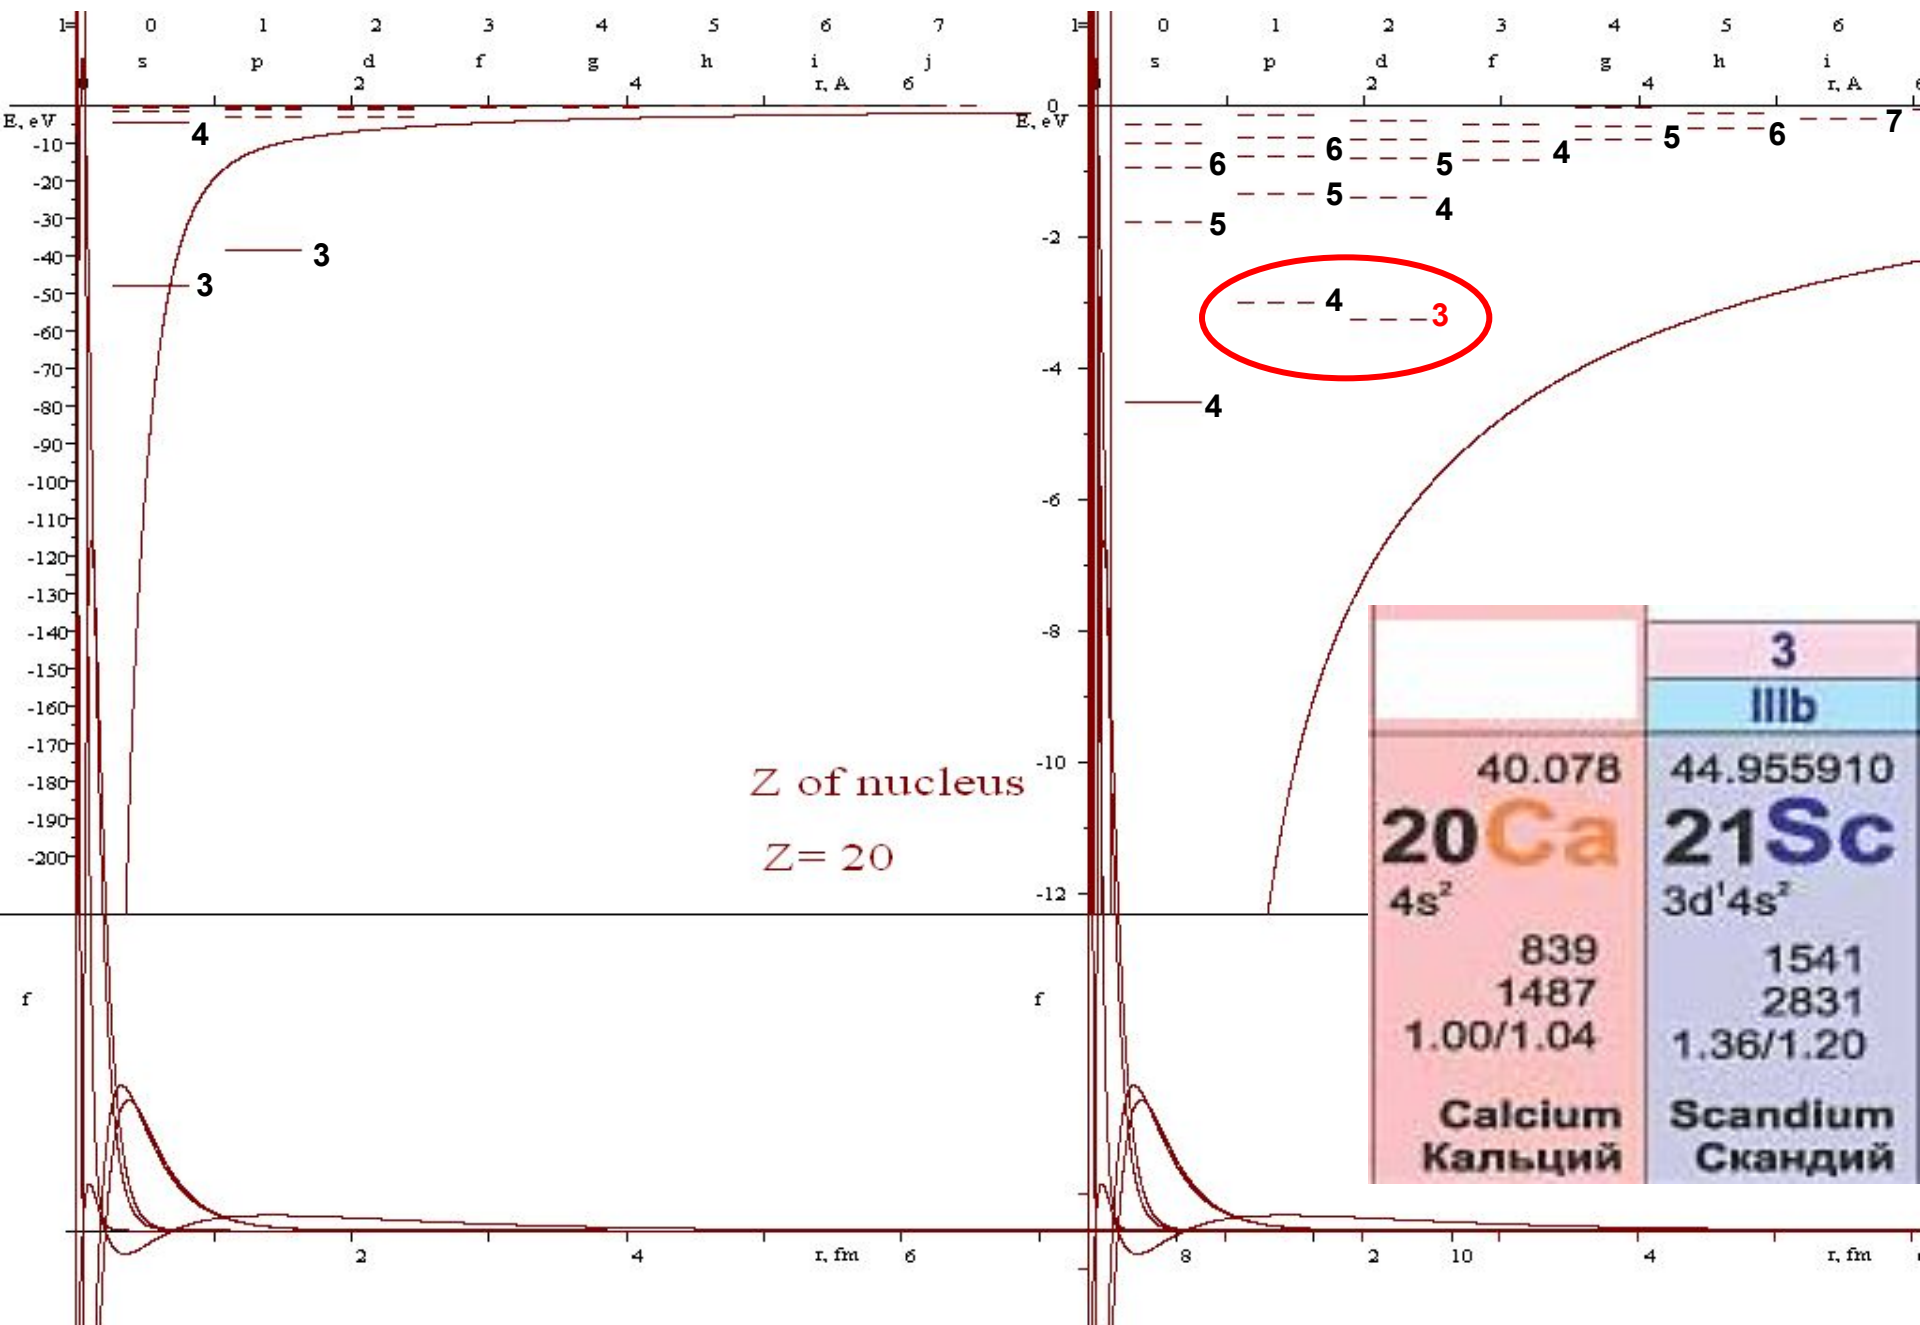 l= 0 1 2 3 4 5 6 7
s p d f g h i j
2 4 r, A 6
E, eV
-10
-20
-30
-40
-50
-60
-70
-80
-90
-100
-110
-120
-130
-140
-150
-160
-170
-180
-190
-200
4
3
3
Z of nucleus
Z= 20
f
2 4 r, fm 6
l= 0 1 2 3 4 5 6
s p d f g h i
2 4 r, A 6
0
E, eV
-2
-4
-6
-8
-10
-12
6 6 5 4 5 6 7
5 5 4
4 3
4
3
IIIb
40.078
20Ca
4s²
839
1487
1.00/1.04
Calcium
Кальций
44.955910
21Sc
3d¹4s²
1541
2831
1.36/1.20
Scandium
Скандий
f
8 2 10 4 r, fm